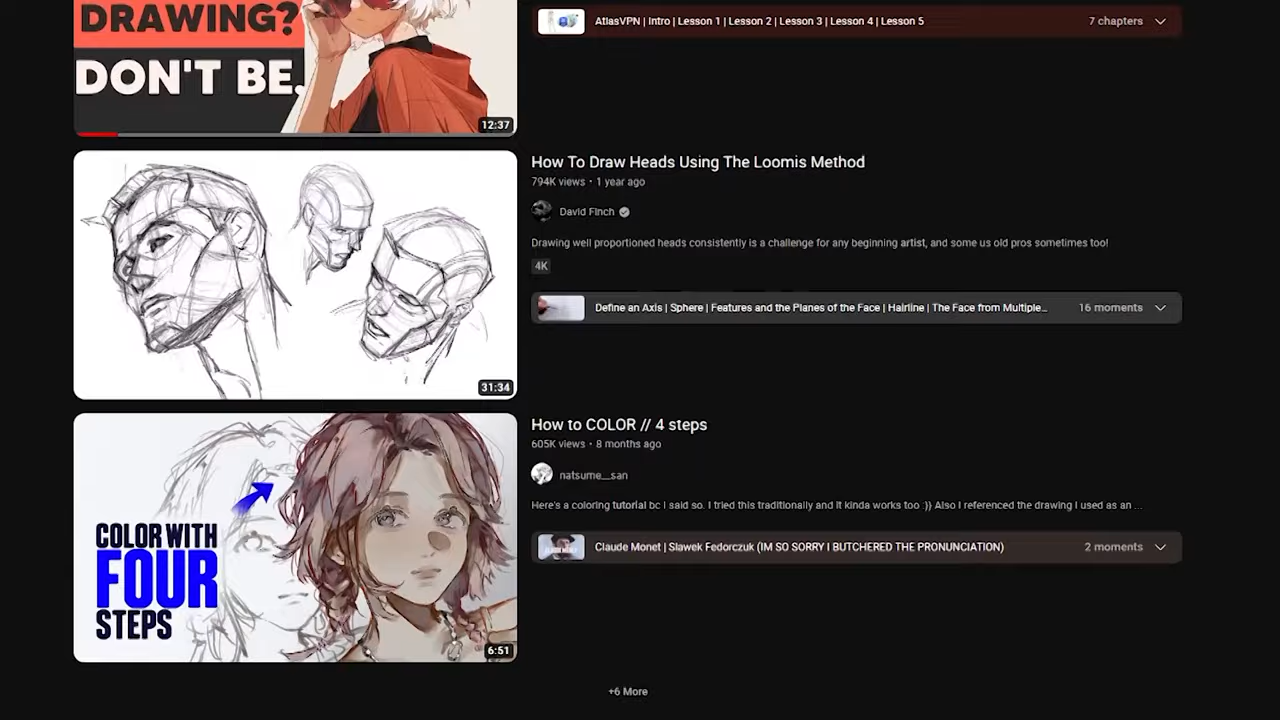 DRAWING?
DON'T BE.
12:37
AtlasVPN | Intro | Lesson 1 | Lesson 2 | Lesson 3 | Lesson 4 | Lesson 5
7 chapters
31:34
How To Draw Heads Using The Loomis Method
794K views • 1 year ago
David Finch
Drawing well proportioned heads consistently is a challenge for any beginning artist, and some us old pros sometimes too!
4K
Define an Axis | Sphere | Features and the Planes of the Face | Hairline | The Face from Multiple...
16 moments
COLOR WITH
FOUR
STEPS
6:51
How to COLOR // 4 steps
605K views • 8 months ago
natsume__san
Here's a coloring tutorial bc I said so. I tried this traditionally and it kinda works too :)) Also I referenced the drawing I used as an ...
Claude Monet | Slawek Fedorczuk (IM SO SORRY I BUTCHERED THE PRONUNCIATION)
2 moments
+6 More